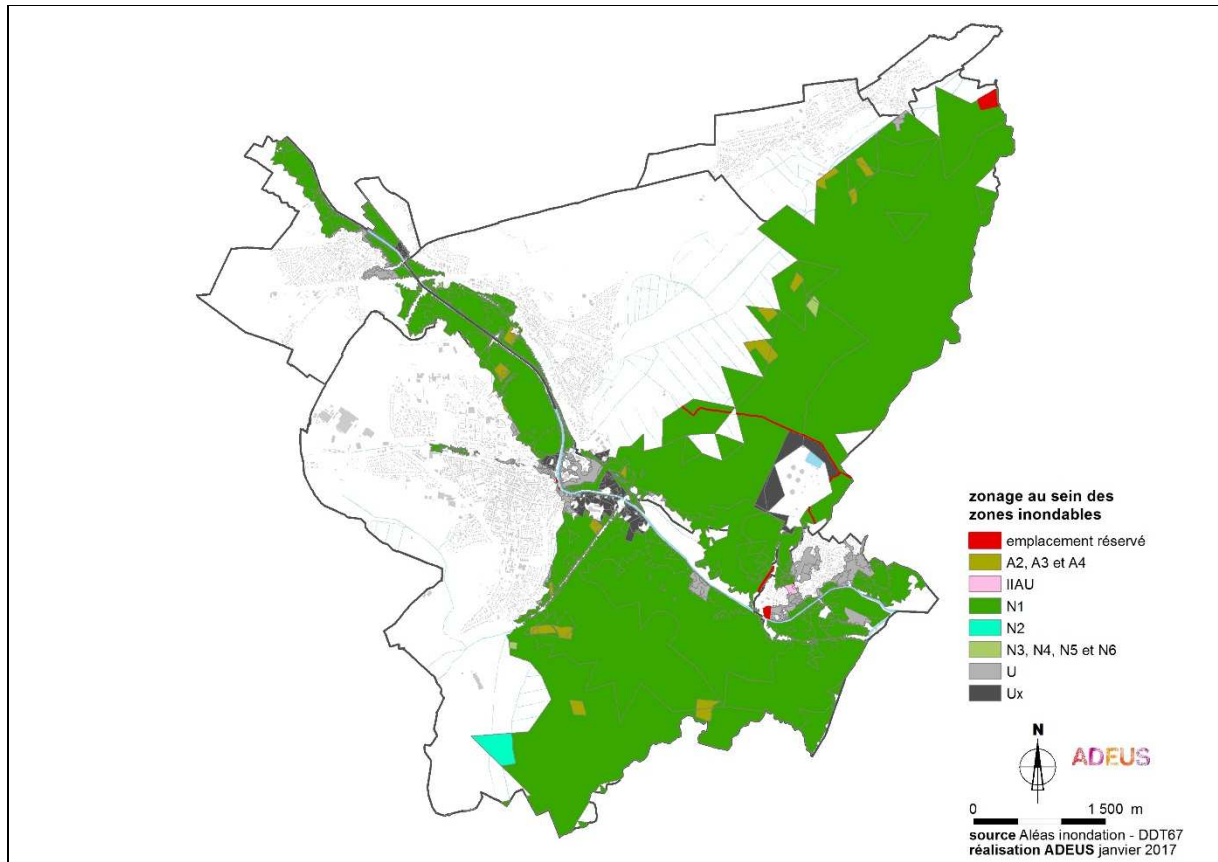 zonage au sein des
zones inondables
emplacement réservé
A2, A3 et A4
IIAU
N1
N2
N3, N4, N5 et N6
U
Ux
N
ADEUS
0 1 500 m
source Aléas inondation - DDT67
réalisation ADEUS janvier 2017